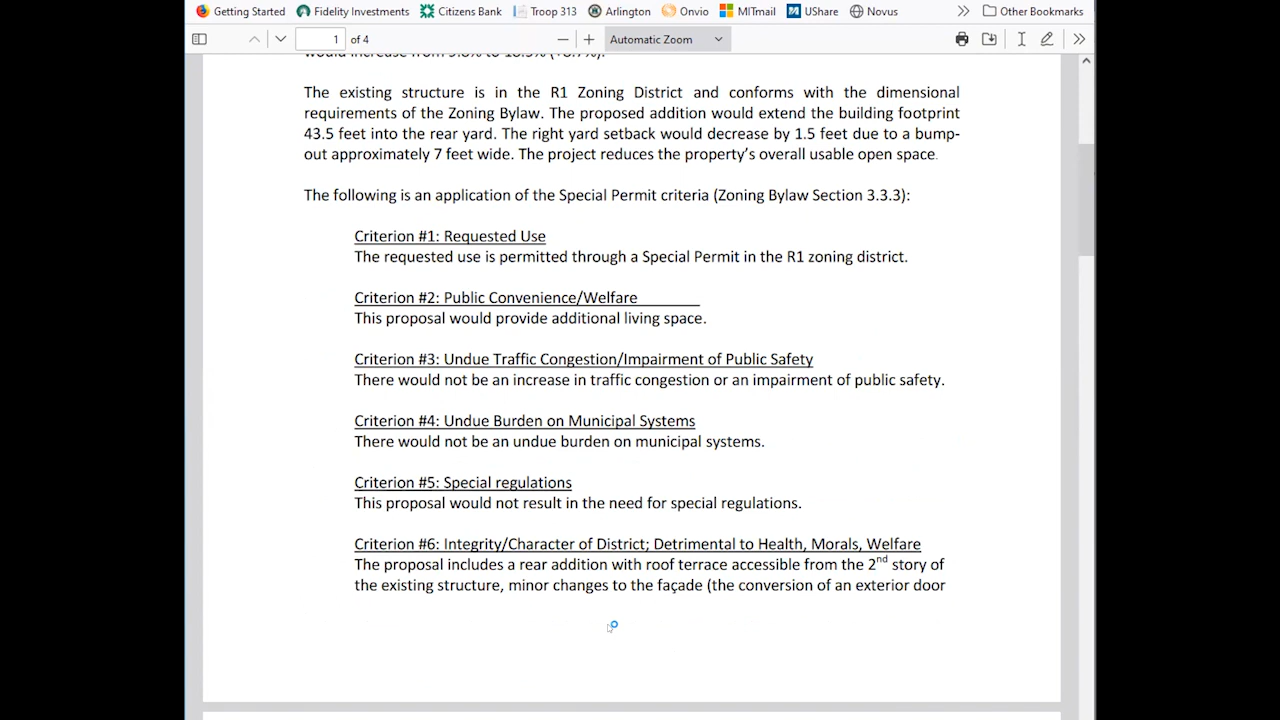 Getting Started Fidelity Investments Citizens Bank Troop 313 Arlington Onvio MITmail UShare Novus Other Bookmarks
1 of 4 Automatic Zoom
would increase from 9.8% to 18.5% (+8.7%).
The existing structure is in the R1 Zoning District and conforms with the dimensional
requirements of the Zoning Bylaw. The proposed addition would extend the building footprint
43.5 feet into the rear yard. The right yard setback would decrease by 1.5 feet due to a bump-
out approximately 7 feet wide. The project reduces the property's overall usable open space.
The following is an application of the Special Permit criteria (Zoning Bylaw Section 3.3.3):
Criterion #1: Requested Use
The requested use is permitted through a Special Permit in the R1 zoning district.
Criterion #2: Public Convenience/Welfare
This proposal would provide additional living space.
Criterion #3: Undue Traffic Congestion/Impairment of Public Safety
There would not be an increase in traffic congestion or an impairment of public safety.
Criterion #4: Undue Burden on Municipal Systems
There would not be an undue burden on municipal systems.
Criterion #5: Special regulations
This proposal would not result in the need for special regulations.
Criterion #6: Integrity/Character of District; Detrimental to Health, Morals, Welfare
The proposal includes a rear addition with roof terrace accessible from the 2nd story of
the existing structure, minor changes to the façade (the conversion of an exterior door